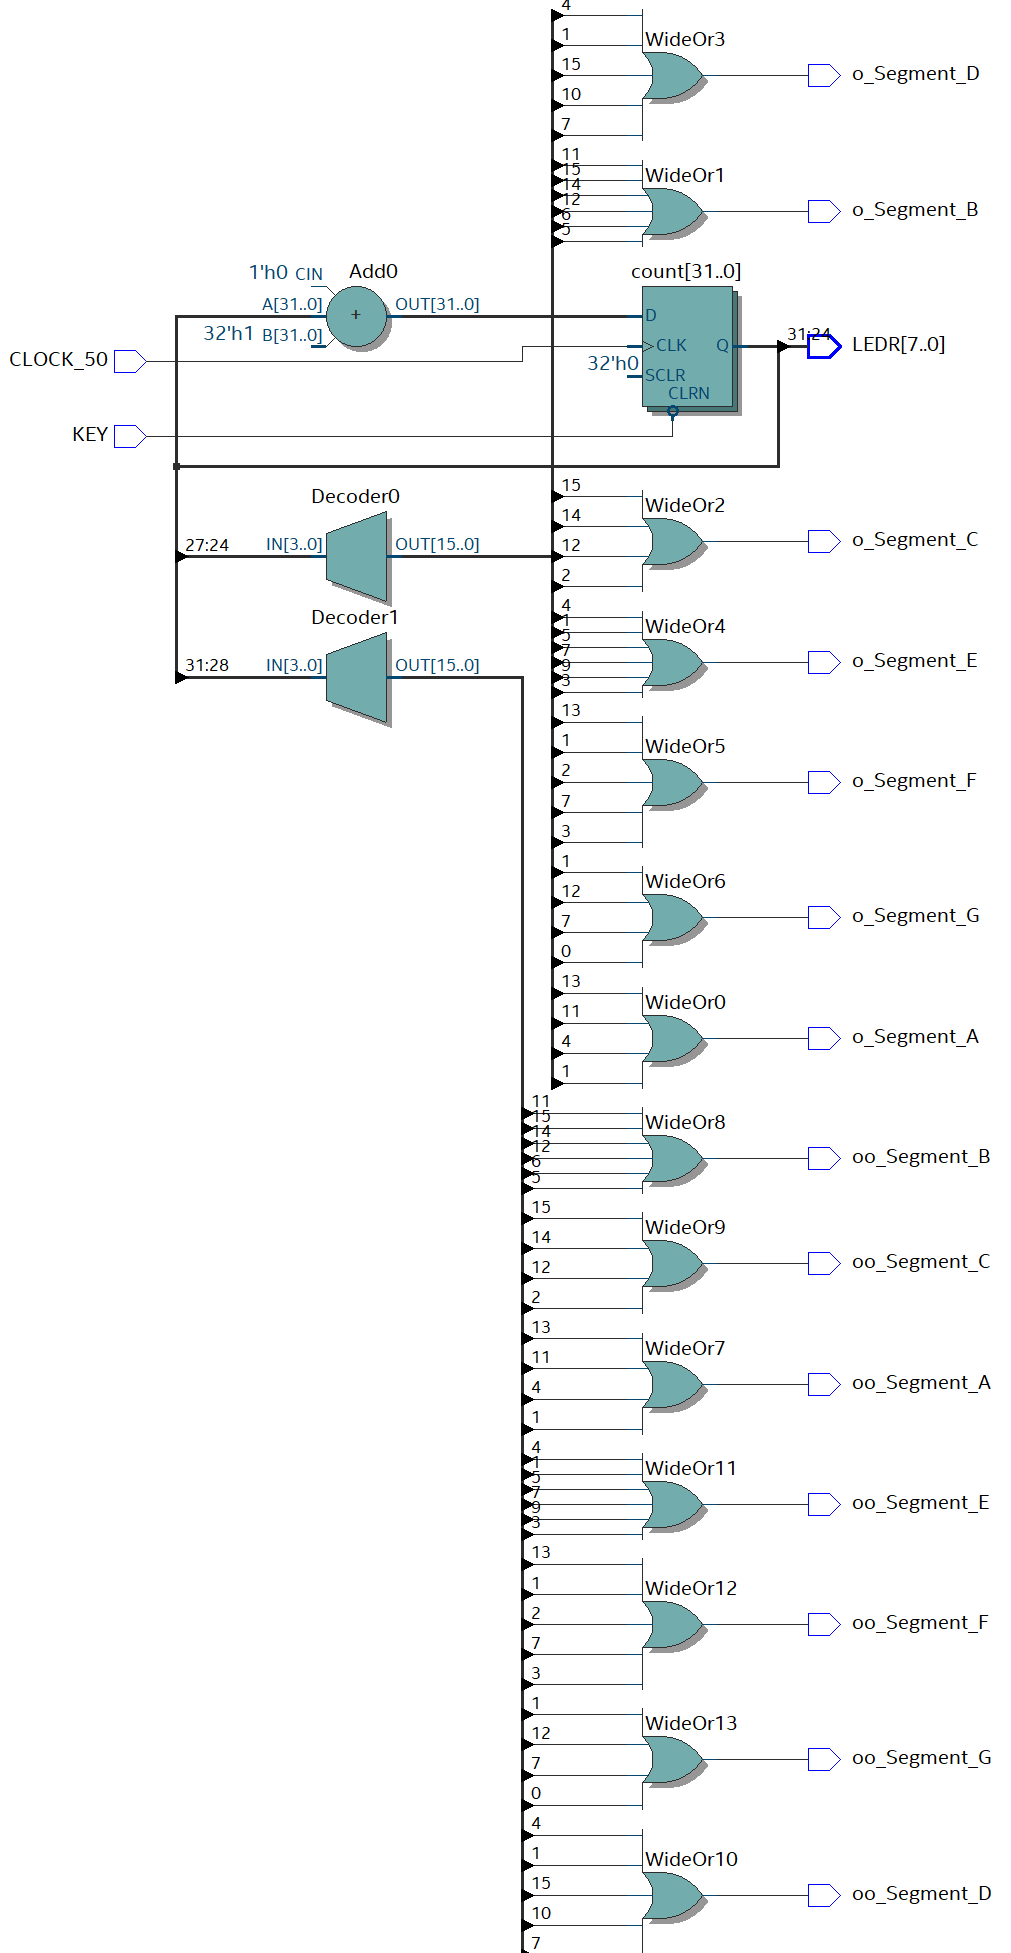 4
1
WideOr3
15
o_Segment_D
10
7
11
15
WideOr1
14
12
o_Segment_B
6
5
1'h0 CIN
Add0
count[31..0]
A[31..0]
+
OUT[31..0]
D
32'h1 B[31..0]
CLOCK_50
CLK
Q
31:24
LEDR[7..0]
32'h0
SCLR
CLRN
KEY
15
Decoder0
WideOr2
14
27:24
IN[3..0]
OUT[15..0]
12
o_Segment_C
2
4
Decoder1
1
WideOr4
5
7
31:28
IN[3..0]
OUT[15..0]
9
o_Segment_E
3
13
1
WideOr5
2
o_Segment_F
7
3
1
WideOr6
12
7
o_Segment_G
0
13
WideOr0
11
4
o_Segment_A
1
11
15
WideOr8
14
12
oo_Segment_B
6
5
15
WideOr9
14
12
oo_Segment_C
2
13
WideOr7
11
4
oo_Segment_A
1
4
1
WideOr11
5
7
oo_Segment_E
9
3
13
1
WideOr12
2
oo_Segment_F
7
3
1
WideOr13
12
7
oo_Segment_G
0
4
1
WideOr10
15
oo_Segment_D
10
7